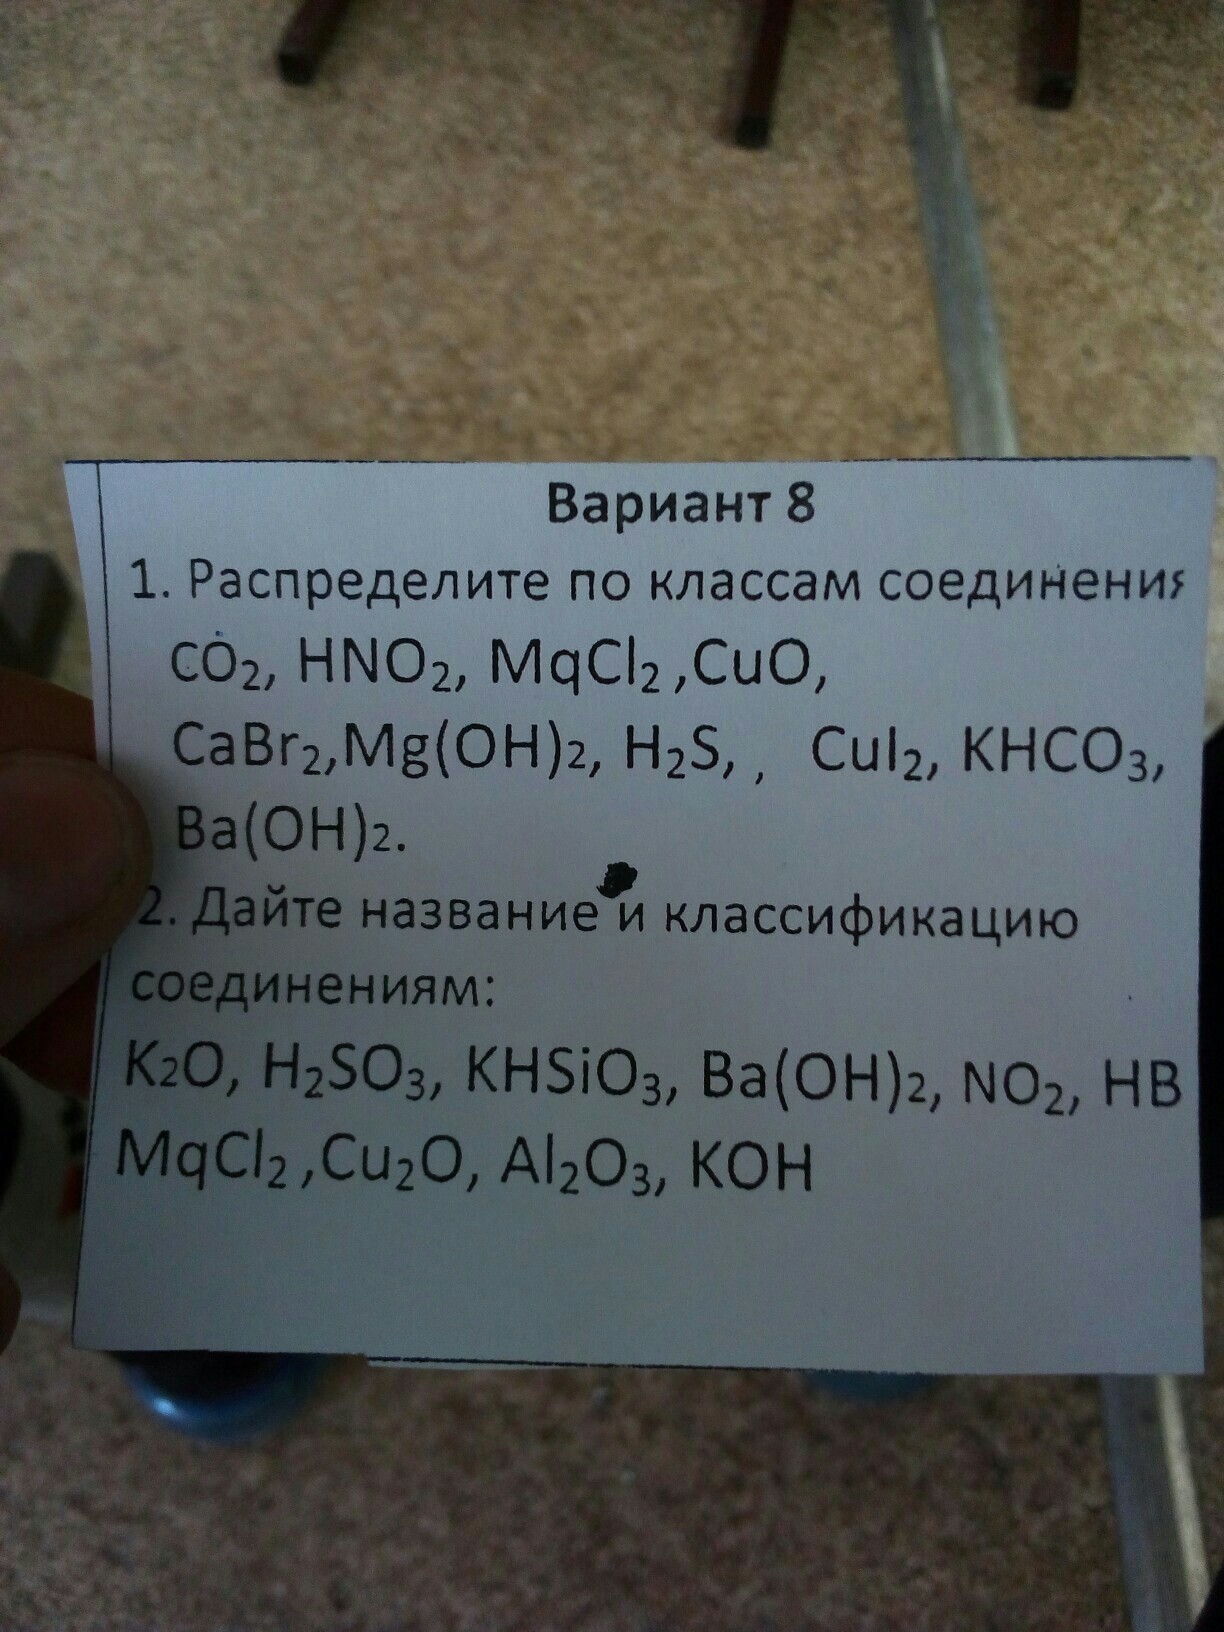 Вариант 8
1. Распределите по классам соединения
CO₂, HNO₂, MqCl₂ ,CuO,
CaBr₂,Mg(OH)₂, H₂S, , CuI₂, KHCO₃,
Ba(OH)₂.
2. Дайте название и классификацию
соединениям:
K₂O, H₂SO₃, KHSiO₃, Ba(OH)₂, NO₂, HB
MqCl₂ ,Cu₂O, Al₂O₃, KOH